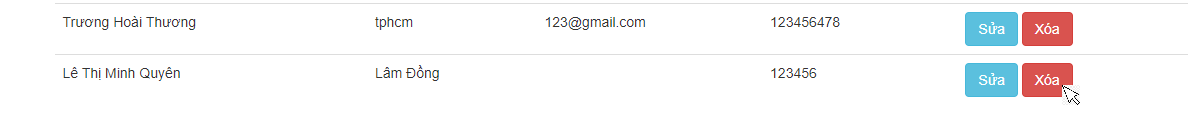 Trương Hoài Thương tphcm 123@gmail.com 123456478 Sửa Xóa
Lê Thị Minh Quyên Lâm Đồng 123456 Sửa Xóa